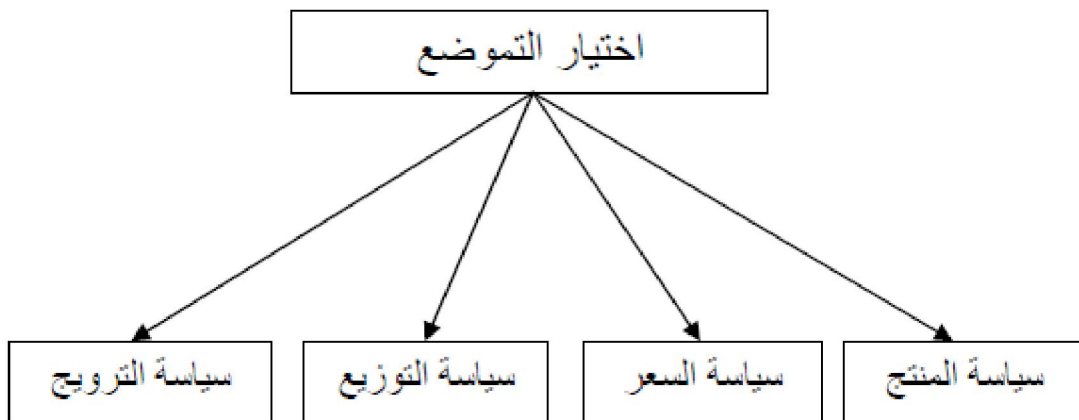 اختيار التموضع
سياسة المنتج
سياسة السعر
سياسة التوزيع
سياسة الترويج